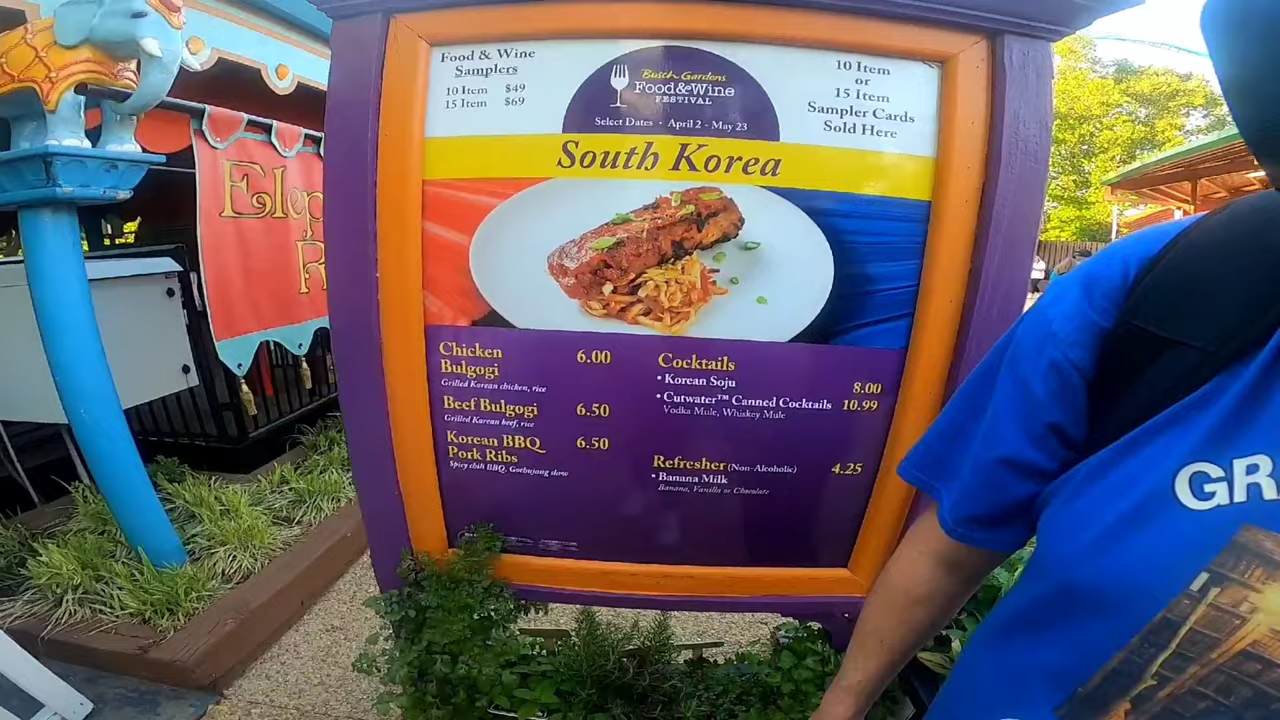 Food & Wine
Samplers
10 Item $49
15 Item $69
Busch Gardens
Food&Wine
FESTIVAL
Select Dates · April 2 - May 23
10 Item
or
15 Item
Sampler Cards
Sold Here
South Korea
Chicken
Bulgogi 6.00
Grilled Korean chicken, rice
Beef Bulgogi 6.50
Grilled Korean beef, rice
Korean BBQ
Pork Ribs 6.50
Spicy chili BBQ, Gochujang slaw
Cocktails
• Korean Soju 8.00
• Cutwater™ Canned Cocktails 10.99
Vodka Mule, Whiskey Mule
Refresher (Non-Alcoholic) 4.25
• Banana Milk
Banana, Vanilla or Chocolate
Elep
R
GR